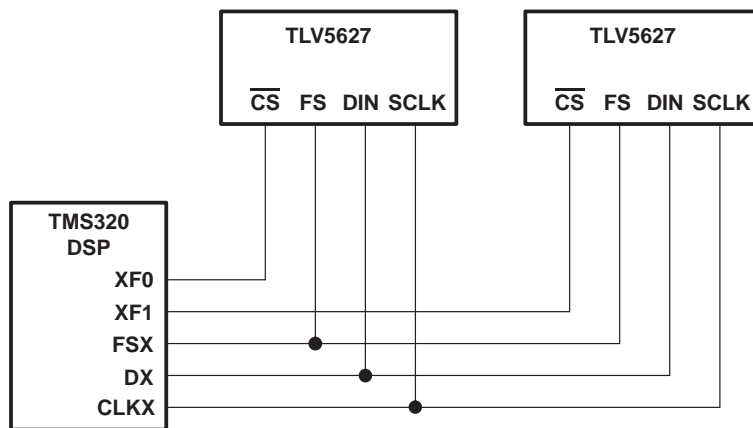 TLV5627
TLV5627
CS FS DIN SCLK
CS FS DIN SCLK
TMS320
DSP
XF0
XF1
FSX
DX
CLKX